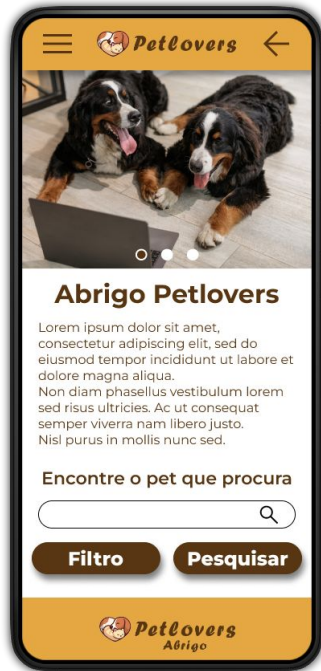 Petlovers
Abrigo Petlovers
Lorem ipsum dolor sit amet,
consectetur adipiscing elit, sed do
eiusmod tempor incididunt ut labore et
dolore magna aliqua.
Non diam phasellus vestibulum lorem
sed risus ultricies. Ac ut consequat
semper viverra nam libero justo.
Nisl purus in mollis nunc sed.
Encontre o pet que procura
Filtro Pesquisar
Petlovers
Abrigo